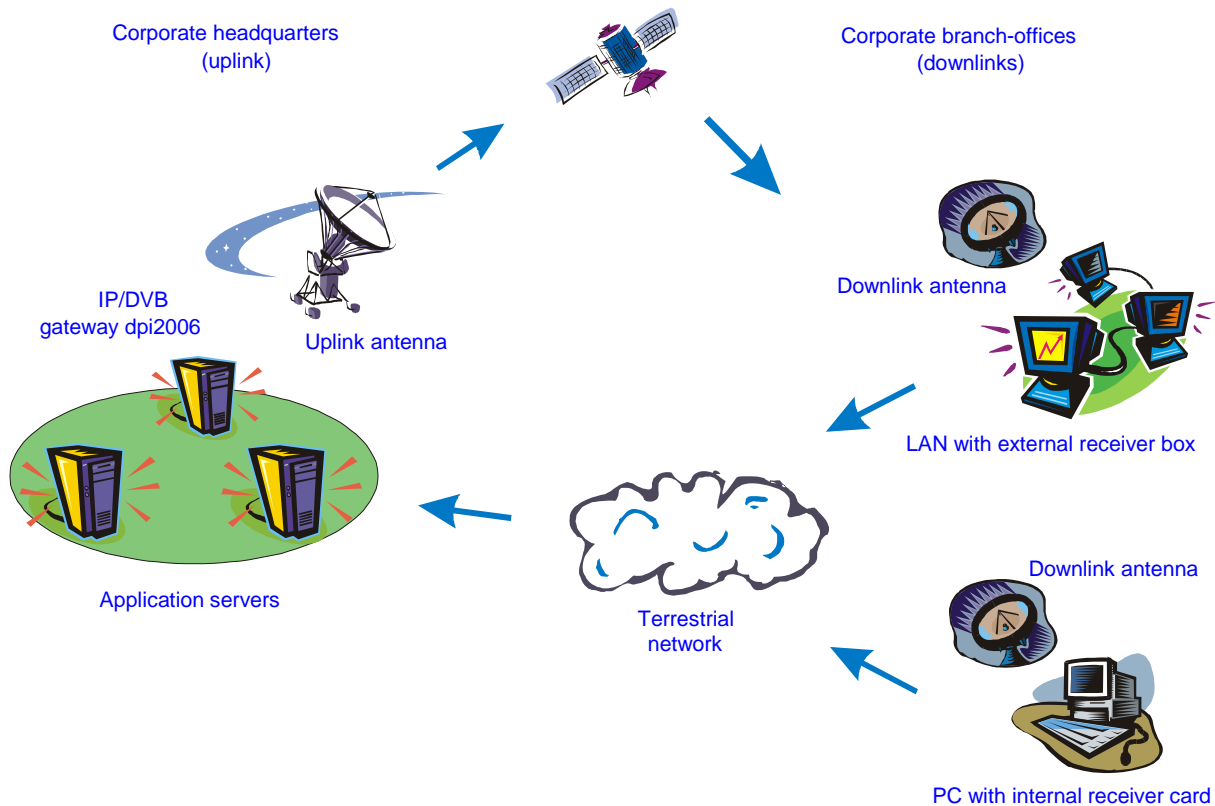 Corporate headquarters
(uplink)
Corporate branch-offices
(downlinks)
IP/DVB
gateway dpi2006
Uplink antenna
Downlink antenna
LAN with external receiver box
Application servers
Terrestrial
network
Downlink antenna
PC with internal receiver card